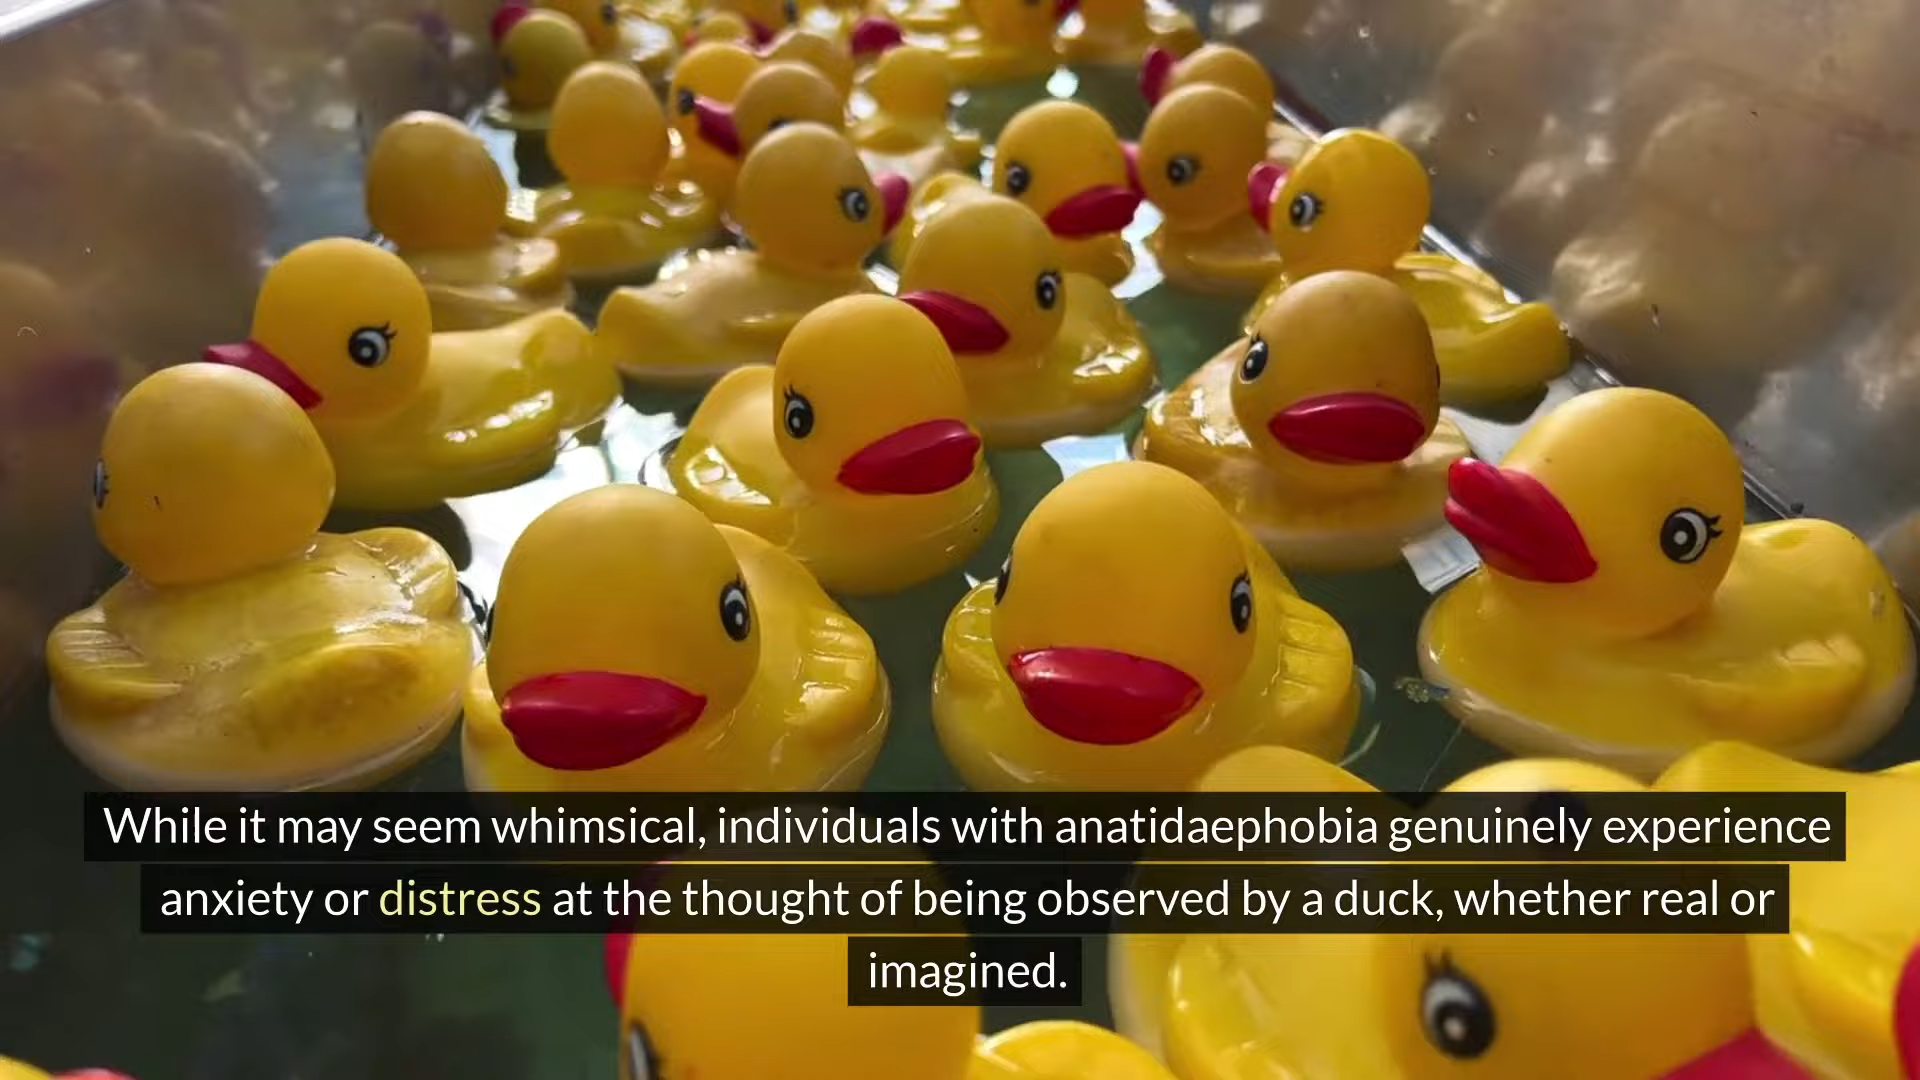 While it may seem whimsical, individuals with anatidaephobia genuinely experience
anxiety or distress at the thought of being observed by a duck, whether real or
imagined.